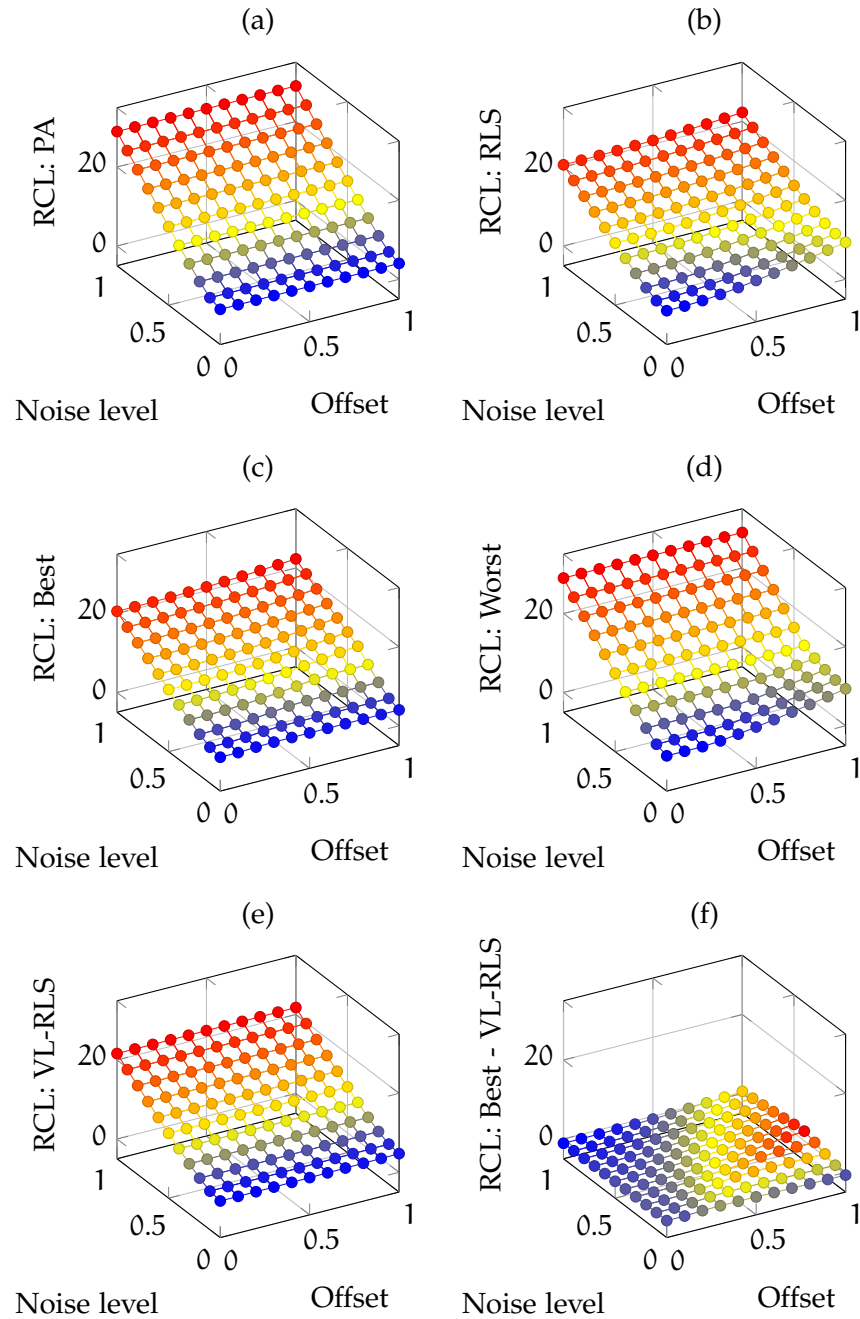 (a)
RCL: PA
20
0
1
0.5
0
0
0.5
1
Noise level
Offset
(b)
RCL: RLS
20
0
1
0.5
0
0
0.5
1
Noise level
Offset
(c)
RCL: Best
20
0
1
0.5
0
0
0.5
1
Noise level
Offset
(d)
RCL: Worst
20
0
1
0.5
0
0
0.5
1
Noise level
Offset
(e)
RCL: VL-RLS
20
0
1
0.5
0
0
0.5
1
Noise level
Offset
(f)
RCL: Best - VL-RLS
20
0
1
0.5
0
0
0.5
1
Noise level
Offset